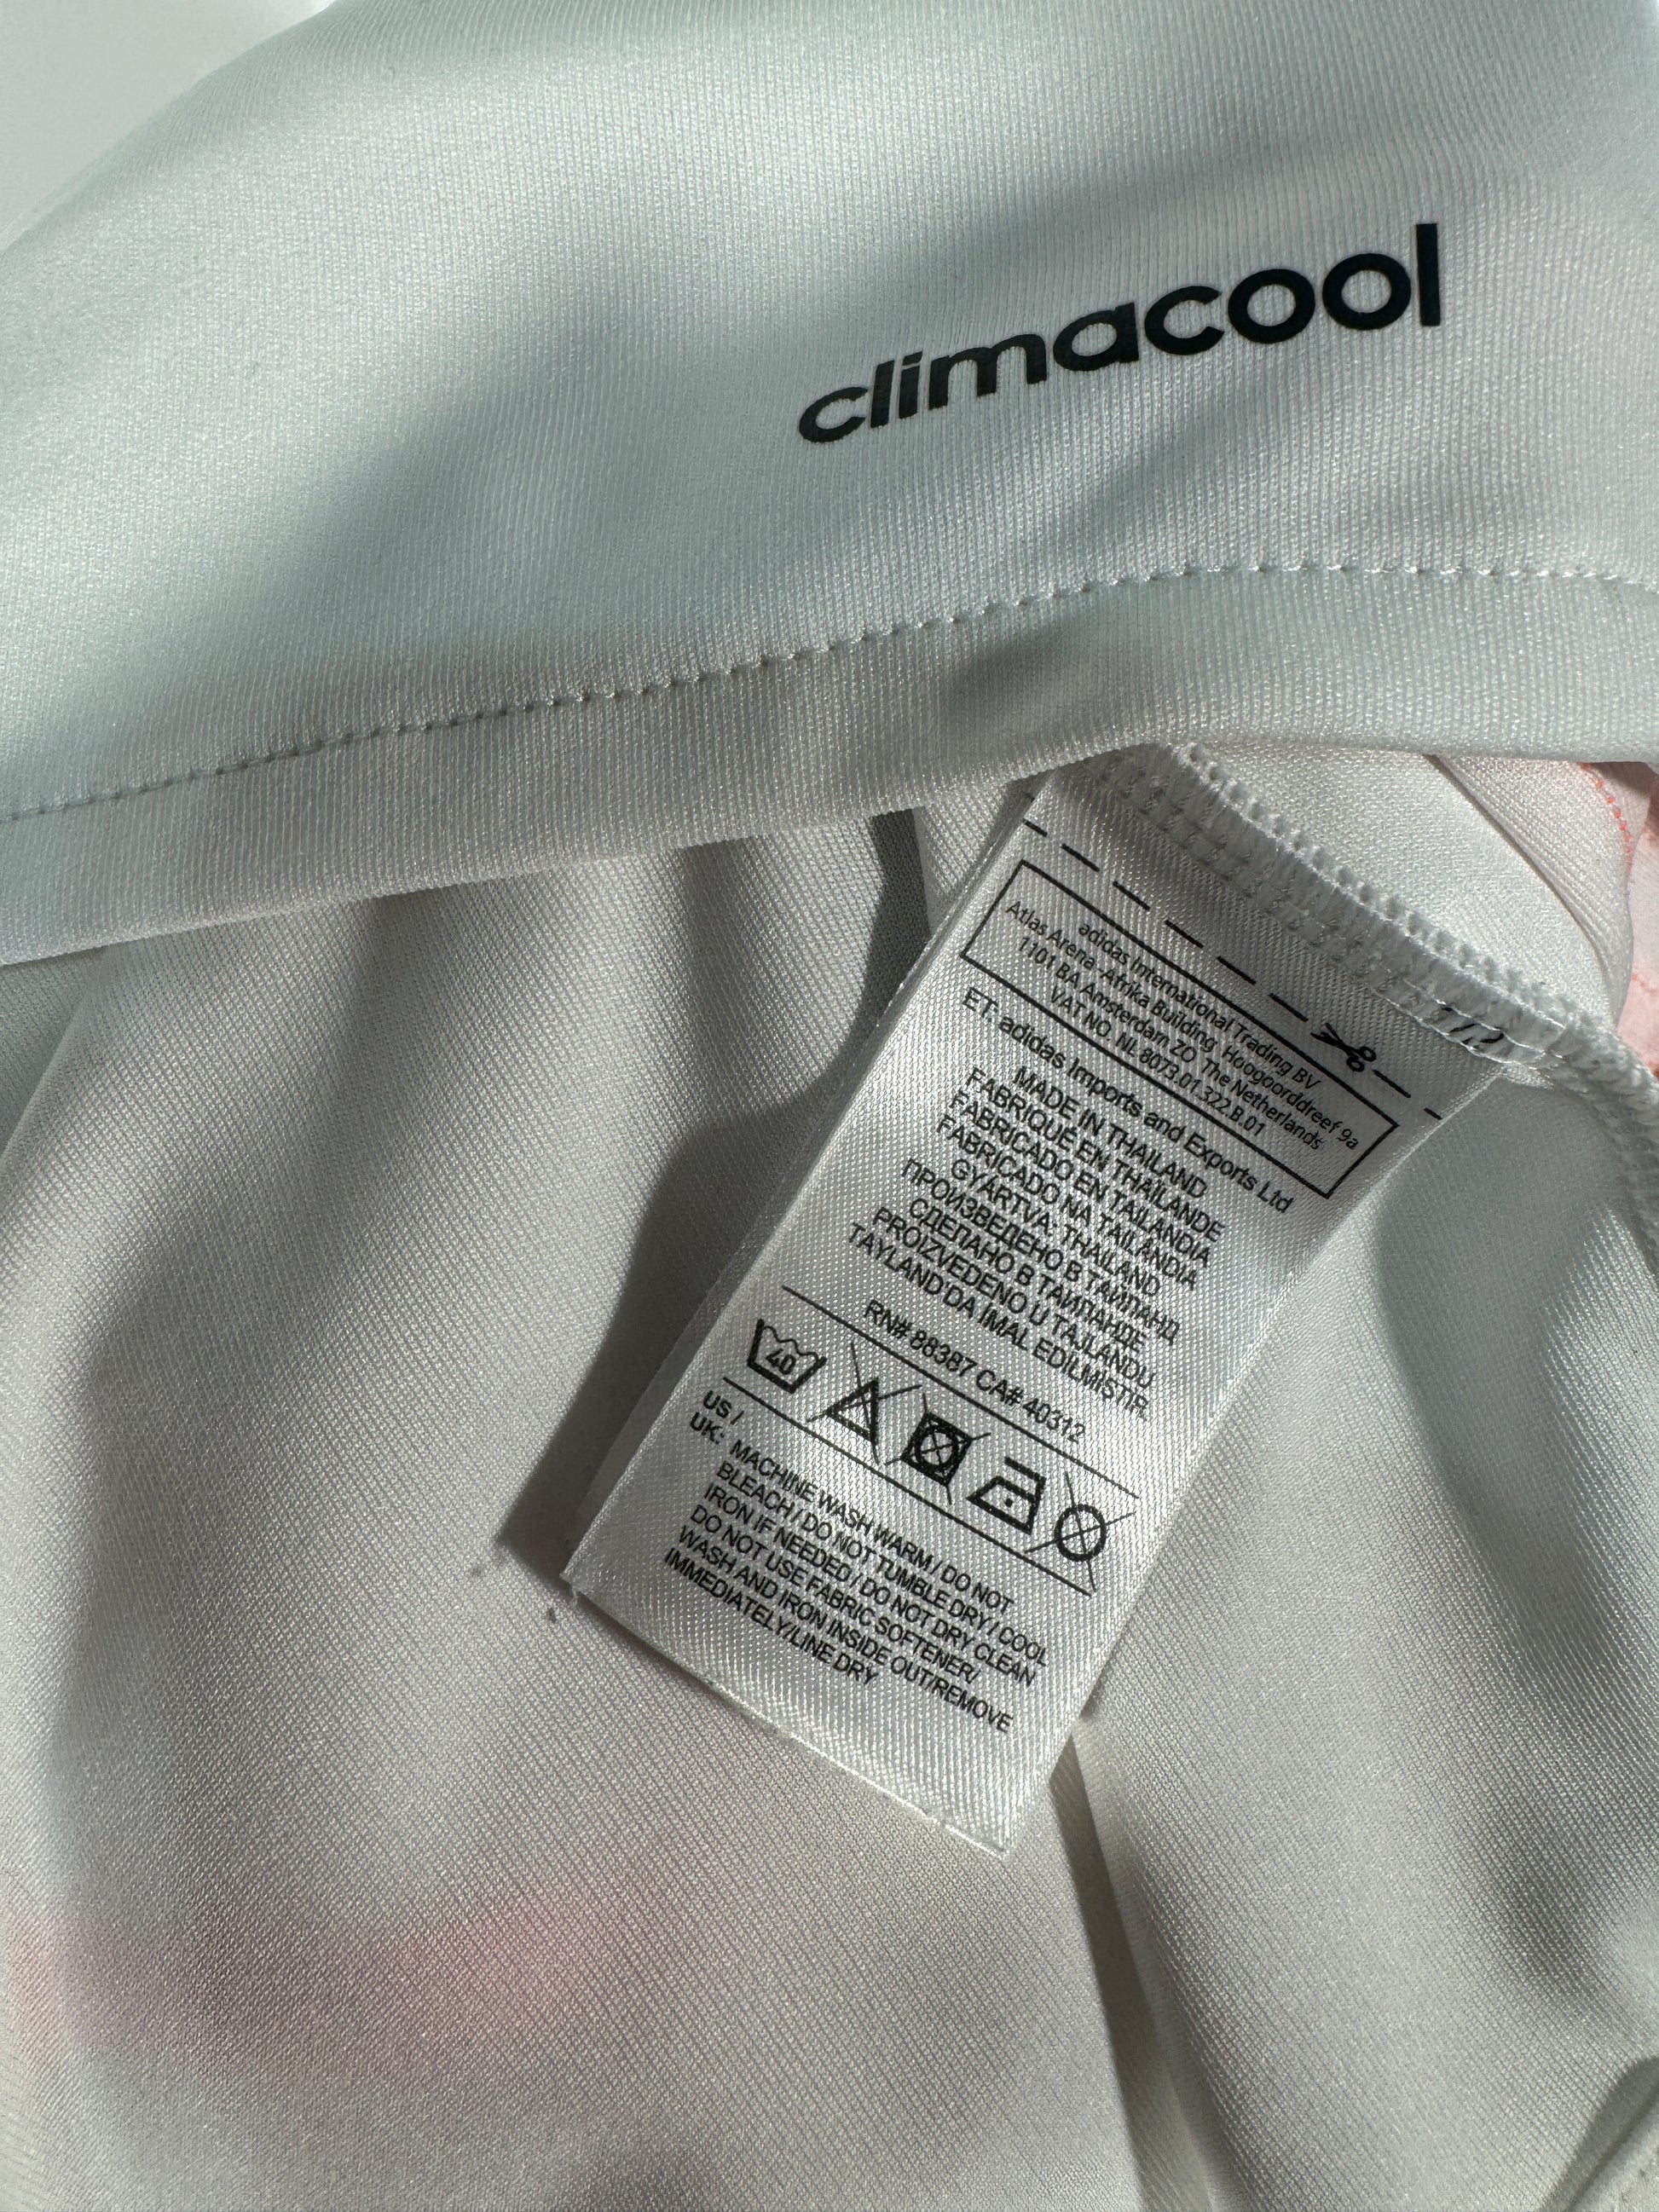 climacool
adidas International Trading BV
Atlas Arena -Afrika Building Hoogoorddreef 9a
1101 BA Amsterdam ZO The Netherlands
VAT NO. NL 8073.01.322.B.01
ET: adidas Imports and Exports Ltd
MADE IN THAILAND
FABRIQUÉ EN THAÏLANDE
FABRICADO EN TAILANDIA
FABRICADO NA TAILÂNDIA
GYÁRTVA: THAILAND
ПРОИЗВЕДЕНО В ТАЙЛАНД
СДЕЛАНО В ТАИЛАНДЕ
PROIZVEDENO U TAJLANDU
TAYLAND'DA IMAL EDILMİSTIR.
RN# 88387 CA# 40312
40
US /
UK: MACHINE WASH WARM / DO NOT
BLEACH / DO NOT TUMBLE DRY / COOL
IRON IF NEEDED / DO NOT DRY CLEAN
DO NOT USE FABRIC SOFTENER/
WASH AND IRON INSIDE OUT/REMOVE
IMMEDIATELY/LINE DRY